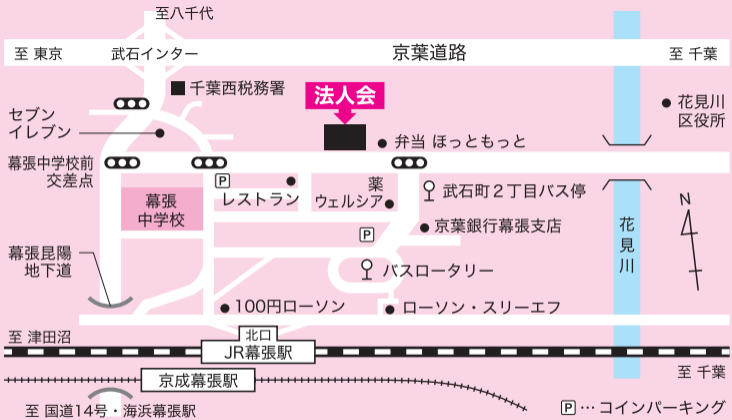 至八千代
至 東京
武石インター
京葉道路
至 千葉
千葉西税務署
法人会
花見川
区役所
セブン
イレブン
弁当 ほっともっと
幕張中学校前
交差点
P
レストラン
薬
ウェルシア
武石町２丁目バス停
幕張
中学校
京葉銀行幕張支店
P
花見川
N
幕張昆陽
地下道
バスロータリー
100円ローソン
ローソン・スリーエフ
至 津田沼
北口
JR幕張駅
至 千葉
京成幕張駅
至 国道14号・海浜幕張駅
P…コインパーキング